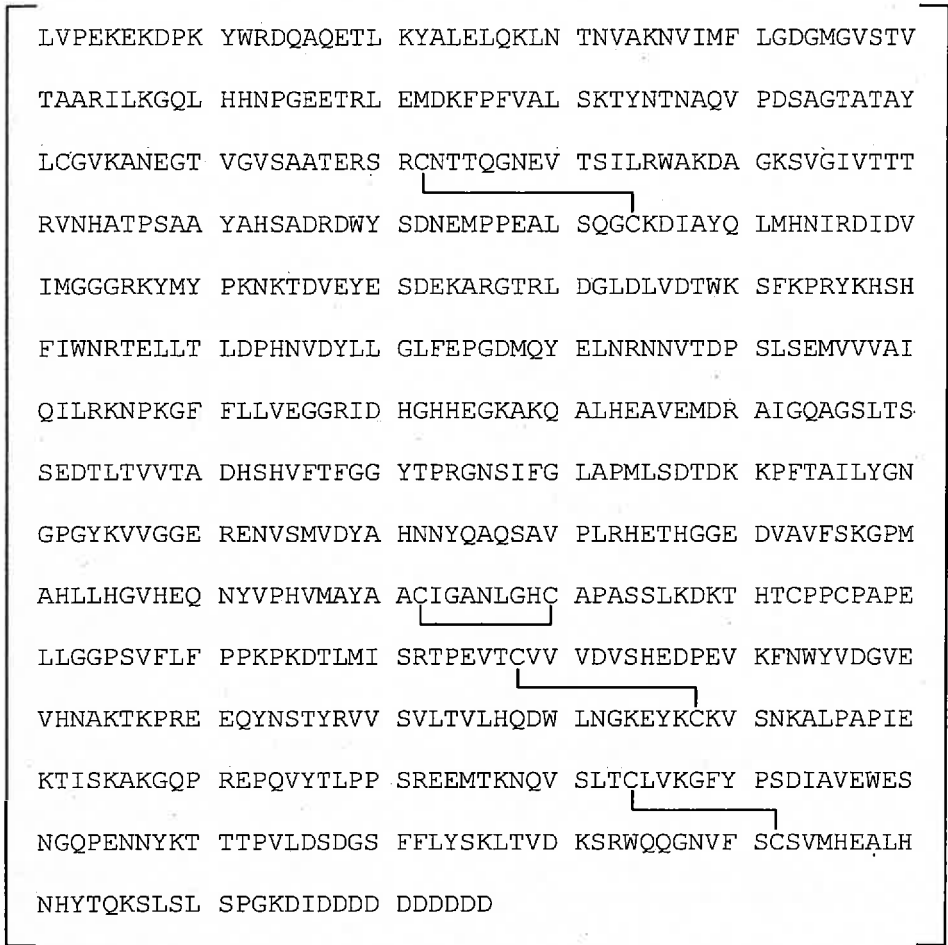 LVPEKEKDPK YWRDQAQETL KYALELQKLN TNVAKNVIMF LGDGMGVSTV
TAARILKGQL HHNPGEETRL EMDKFPFVAL SKTYNTNAQV PDSAGTATAY
LCGVKANEGT VGVSAATERS RCNTTQGNEV TSILRWAKDA GKSVGIVTTT
RVNHATPSAA YAHSADRDWY SDNEMPPEAL SQGCKDIAYQ LMHNIRDIDV
IMGGGRKYMY PKNKTDVEYE SDEKARGTRL DGLDLVDTWK SFKPRYKHSH
FIWNRTELLT LDPHNVDYLL GLFEPGDMQY ELNRNNVTDP SLSEMVVVAI
QILRKNPKGF FLLVEGGRID HGHHEGKAKQ ALHEAVEMDR AIGQAGSLTS
SEDTLTVVTA DHSHVFTFGG YTPRGNSIFG LAPMLSDTDK KPFTAILYGN
GPGYKVVGGE RENVSMVDYA HNNYQAQSAV PLRHETHGGE DVAVFSKGPM
AHLLHGVHEQ NYVPHVMAYA ACIGANLGHC APASSLKDKT HTCPPCPAPE
LLGGPSVFLF PPKPKDTLMI SRTPEVTCVV VDVSHEDPEV KFNWYVDGVE
VHNAKTKPRE EQYNSTYRVV SVLTVLHQDW LNGKEYKCKV SNKALPAPIE
KTISKAKGQP REPQVYTLPP SREEMTKNQV SLTCLVKGFY PSDIAVEWES
NGQPENNYKT TTPVLDSDGS FFLYSKLTVD KSRWQQGNVF SCSVMHEALH
NHYTQKSLSL SPGKDIDDDD DDDDDD